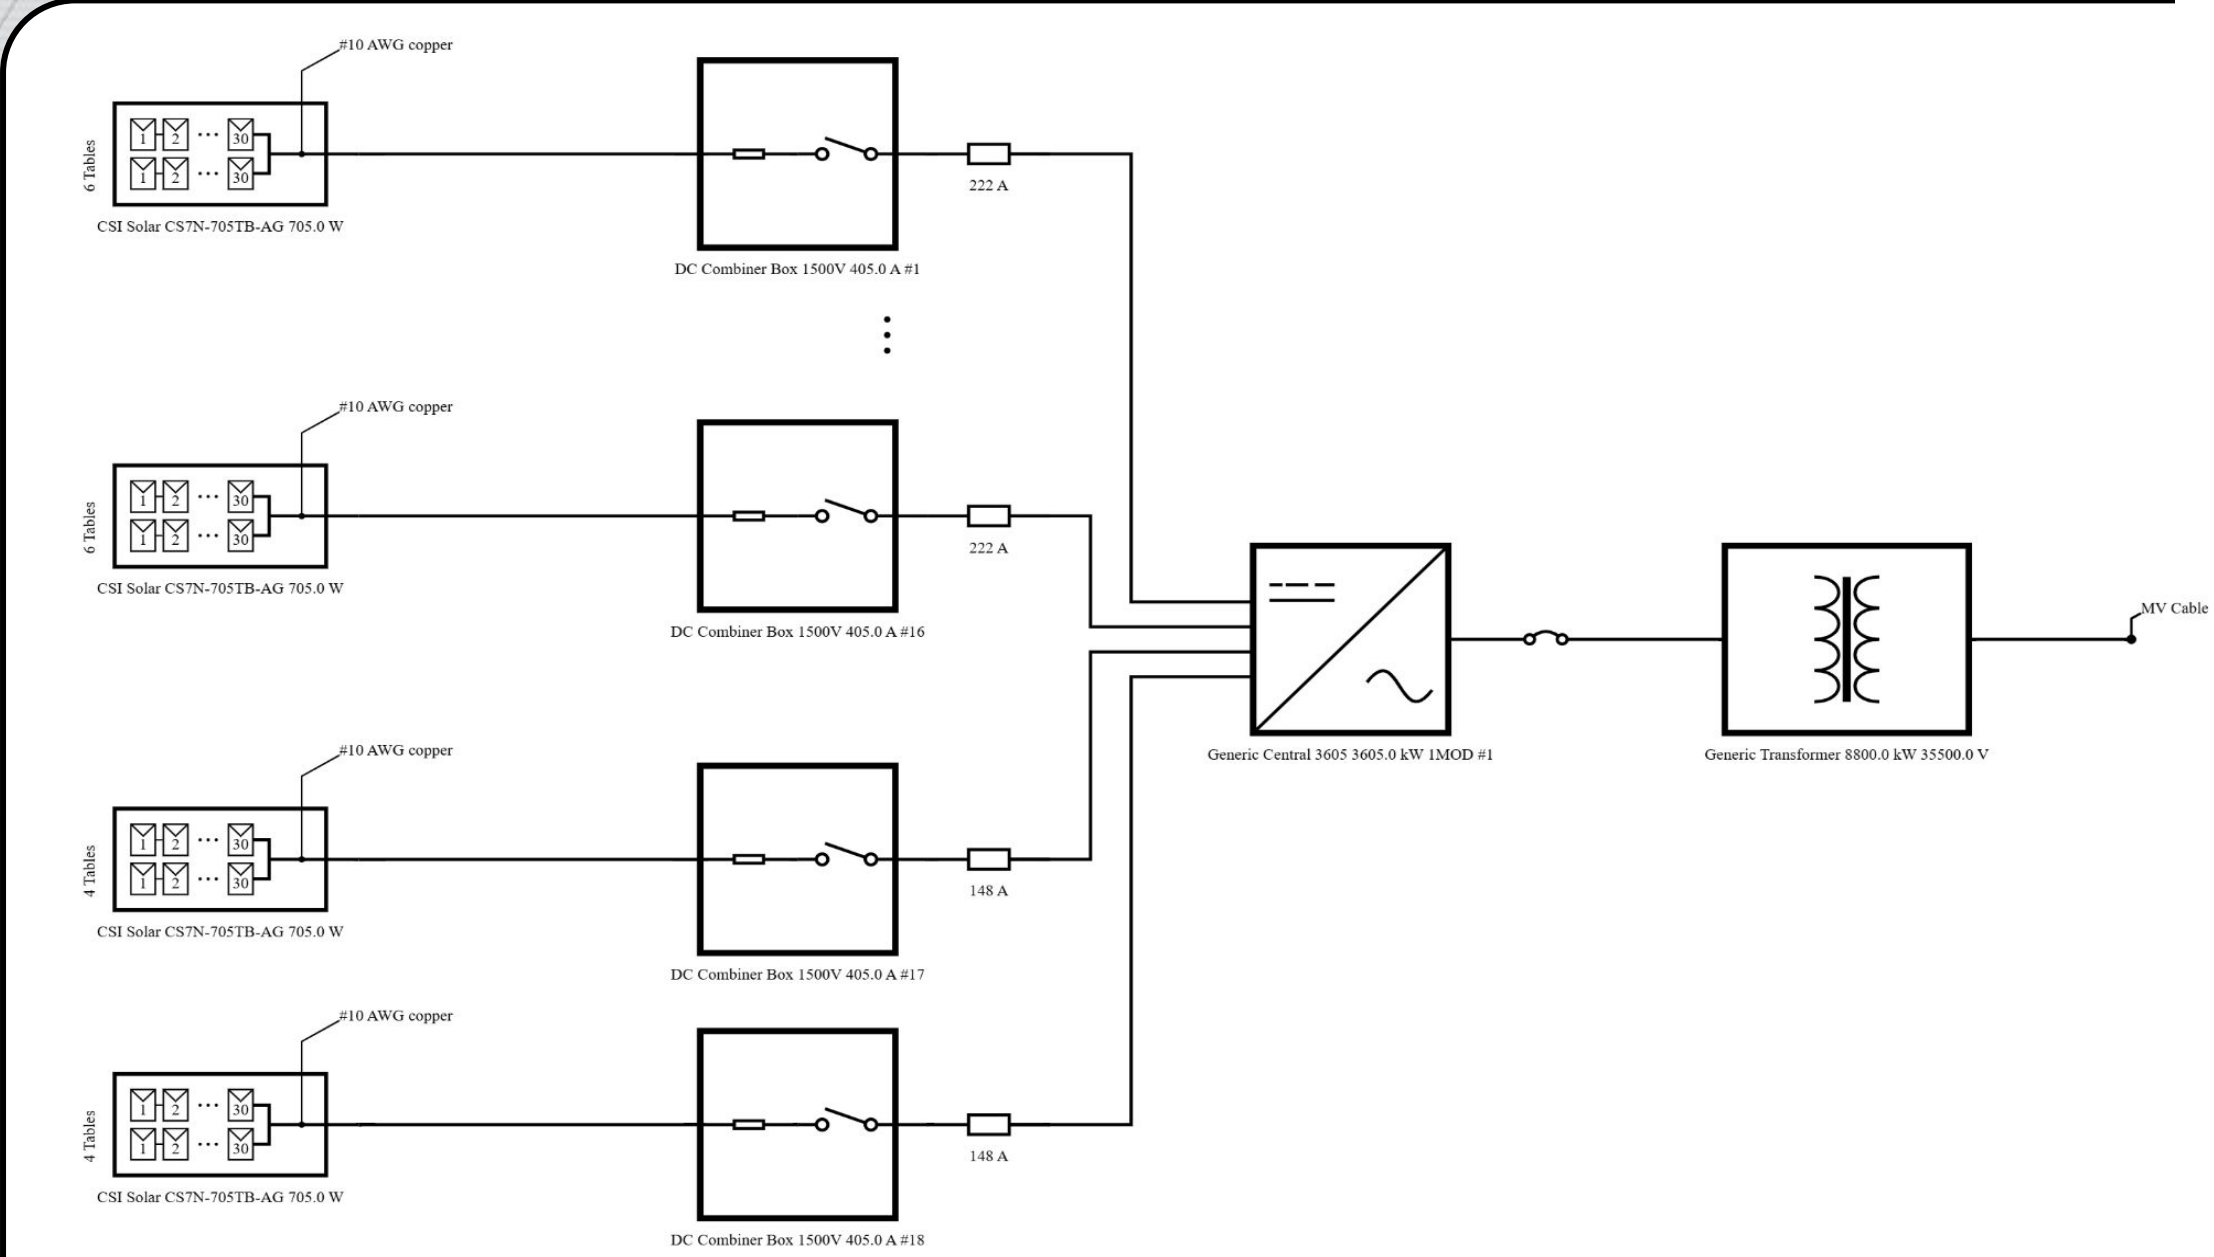 #10 AWG copper
6 Tables
1 2 ... 30
1 2 ... 30
CSI Solar CS7N-705TB-AG 705.0 W
222 A
DC Combiner Box 1500V 405.0 A #1
#10 AWG copper
6 Tables
1 2 ... 30
1 2 ... 30
CSI Solar CS7N-705TB-AG 705.0 W
222 A
DC Combiner Box 1500V 405.0 A #16
MV Cable
Generic Central 3605 3605.0 kW 1MOD #1
Generic Transformer 8800.0 kW 35500.0 V
#10 AWG copper
4 Tables
1 2 ... 30
1 2 ... 30
CSI Solar CS7N-705TB-AG 705.0 W
148 A
DC Combiner Box 1500V 405.0 A #17
#10 AWG copper
4 Tables
1 2 ... 30
1 2 ... 30
CSI Solar CS7N-705TB-AG 705.0 W
148 A
DC Combiner Box 1500V 405.0 A #18